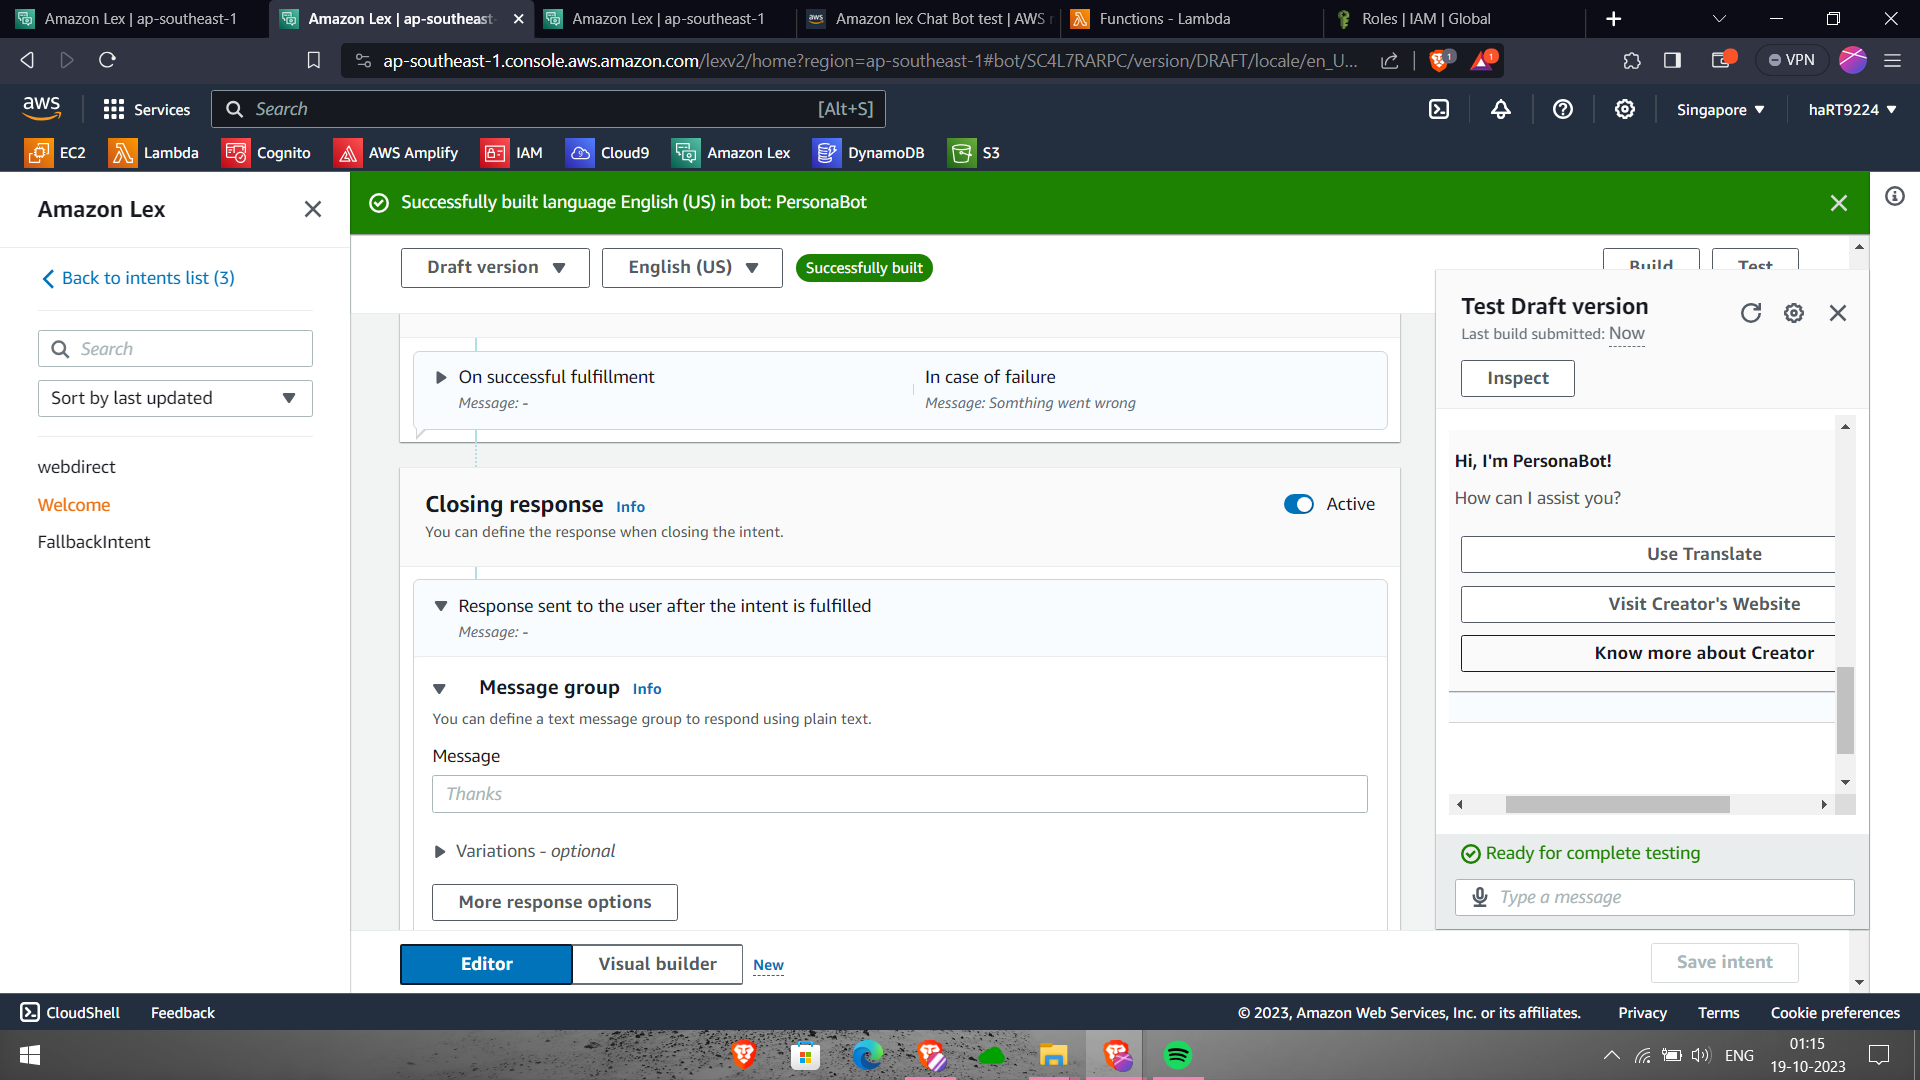 Amazon Lex | ap-southeast-1
Amazon Lex | ap-southeast-
Amazon Lex | ap-southeast-1
aws Amazon lex Chat Bot test | AWS r
Functions - Lambda
Roles | IAM | Global
ap-southeast-1.console.aws.amazon.com/lexv2/home?region=ap-southeast-1#bot/SC4L7RARPC/version/DRAFT/locale/en_U...
1
1
VPN
aws
Services
Search
[Alt+S]
Singapore
haRT9224
EC2
Lambda
Cognito
AWS Amplify
IAM
Cloud9
Amazon Lex
DynamoDB
S3
Amazon Lex
Successfully built language English (US) in bot: PersonaBot
Back to intents list (3)
Search
Sort by last updated
webdirect
Welcome
FallbackIntent
Draft version
English (US)
Successfully built
Build
Test
On successful fulfillment
Message: -
In case of failure
Message: Somthing went wrong
Closing response Info
Active
You can define the response when closing the intent.
Response sent to the user after the intent is fulfilled
Message: -
Message group Info
You can define a text message group to respond using plain text.
Message
Thanks
Variations - optional
More response options
Editor
Visual builder
New
Save intent
Test Draft version
Last build submitted: Now
Inspect
Hi, I'm PersonaBot!
How can I assist you?
Use Translate
Visit Creator's Website
Know more about Creator
Ready for complete testing
Type a message
CloudShell
Feedback
© 2023, Amazon Web Services, Inc. or its affiliates.
Privacy
Terms
Cookie preferences
ENG
01:15
19-10-2023